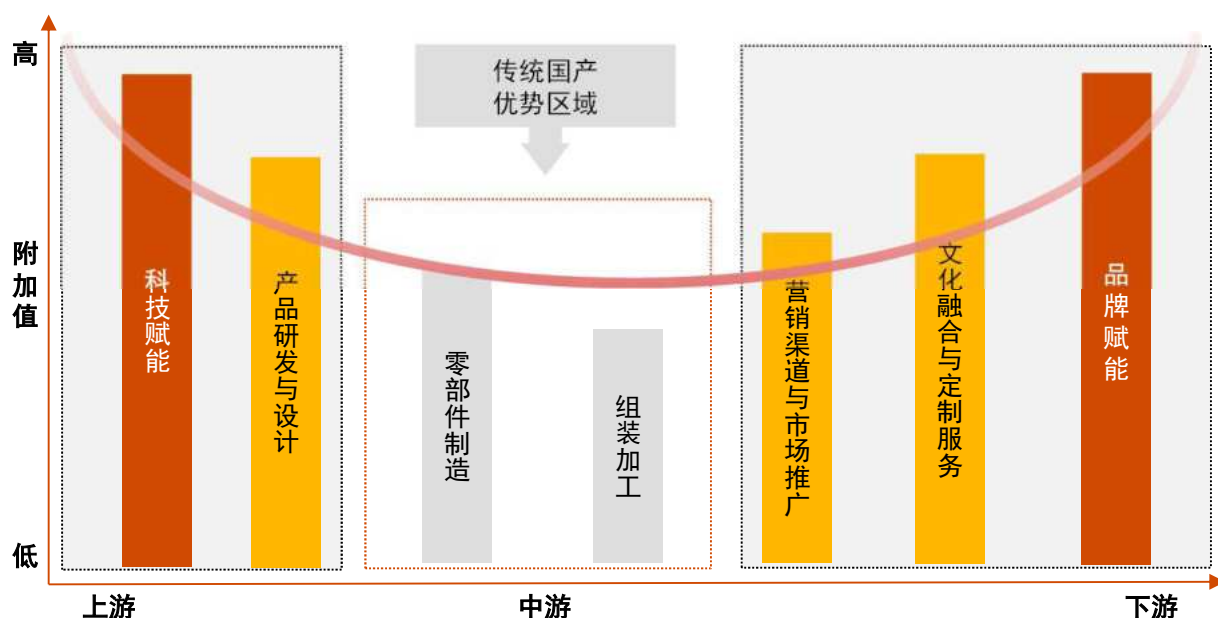 高
附加值
低
传统国产
优势区域
科技赋能
产品研发与设计
零部件制造
组装加工
营销渠道与市场推广
文化融合与定制服务
品牌赋能
上游
中游
下游